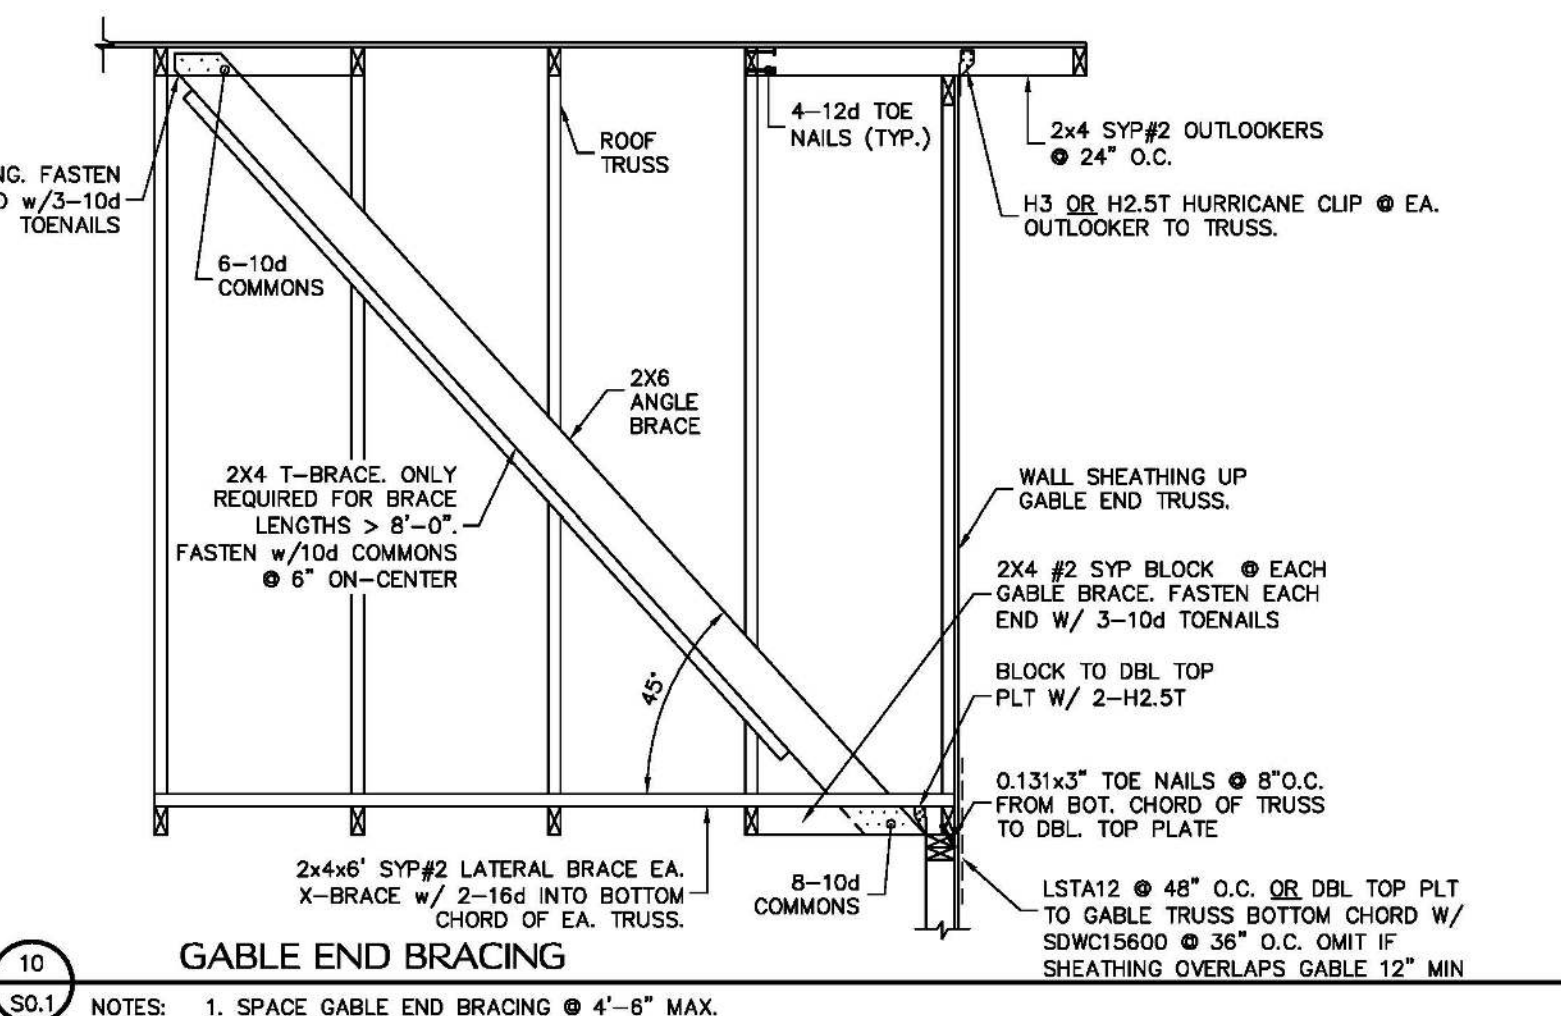 4-12d TOE
NAILS (TYP.)
2x4 SYP#2 OUTLOOKERS
@ 24" O.C.
ROOF
TRUSS
NG. FASTEN
w/3-10d
TOENAILS
H3 OR H2.5T HURRICANE CLIP @ EA.
OUTLOOKER TO TRUSS.
6-10d
COMMONS
2X6
ANGLE
BRACE
2X4 T-BRACE. ONLY
REQUIRED FOR BRACE
LENGTHS > 8'-0".
FASTEN w/10d COMMONS
@ 6" ON-CENTER
WALL SHEATHING UP
GABLE END TRUSS.
2X4 #2 SYP BLOCK @ EACH
GABLE BRACE. FASTEN EACH
END W/ 3-10d TOENAILS
45°
BLOCK TO DBL TOP
PLT W/ 2-H2.5T
0.131x3" TOE NAILS @ 8"O.C.
FROM BOT. CHORD OF TRUSS
TO DBL. TOP PLATE
2x4x6' SYP#2 LATERAL BRACE EA.
X-BRACE w/ 2-16d INTO BOTTOM
CHORD OF EA. TRUSS.
8-10d
COMMONS
LSTA12 @ 48" O.C. OR DBL TOP PLT
TO GABLE TRUSS BOTTOM CHORD W/
SDWC15600 @ 36" O.C. OMIT IF
SHEATHING OVERLAPS GABLE 12" MIN
10
S0.1
GABLE END BRACING
NOTES: 1. SPACE GABLE END BRACING @ 4'-6" MAX.